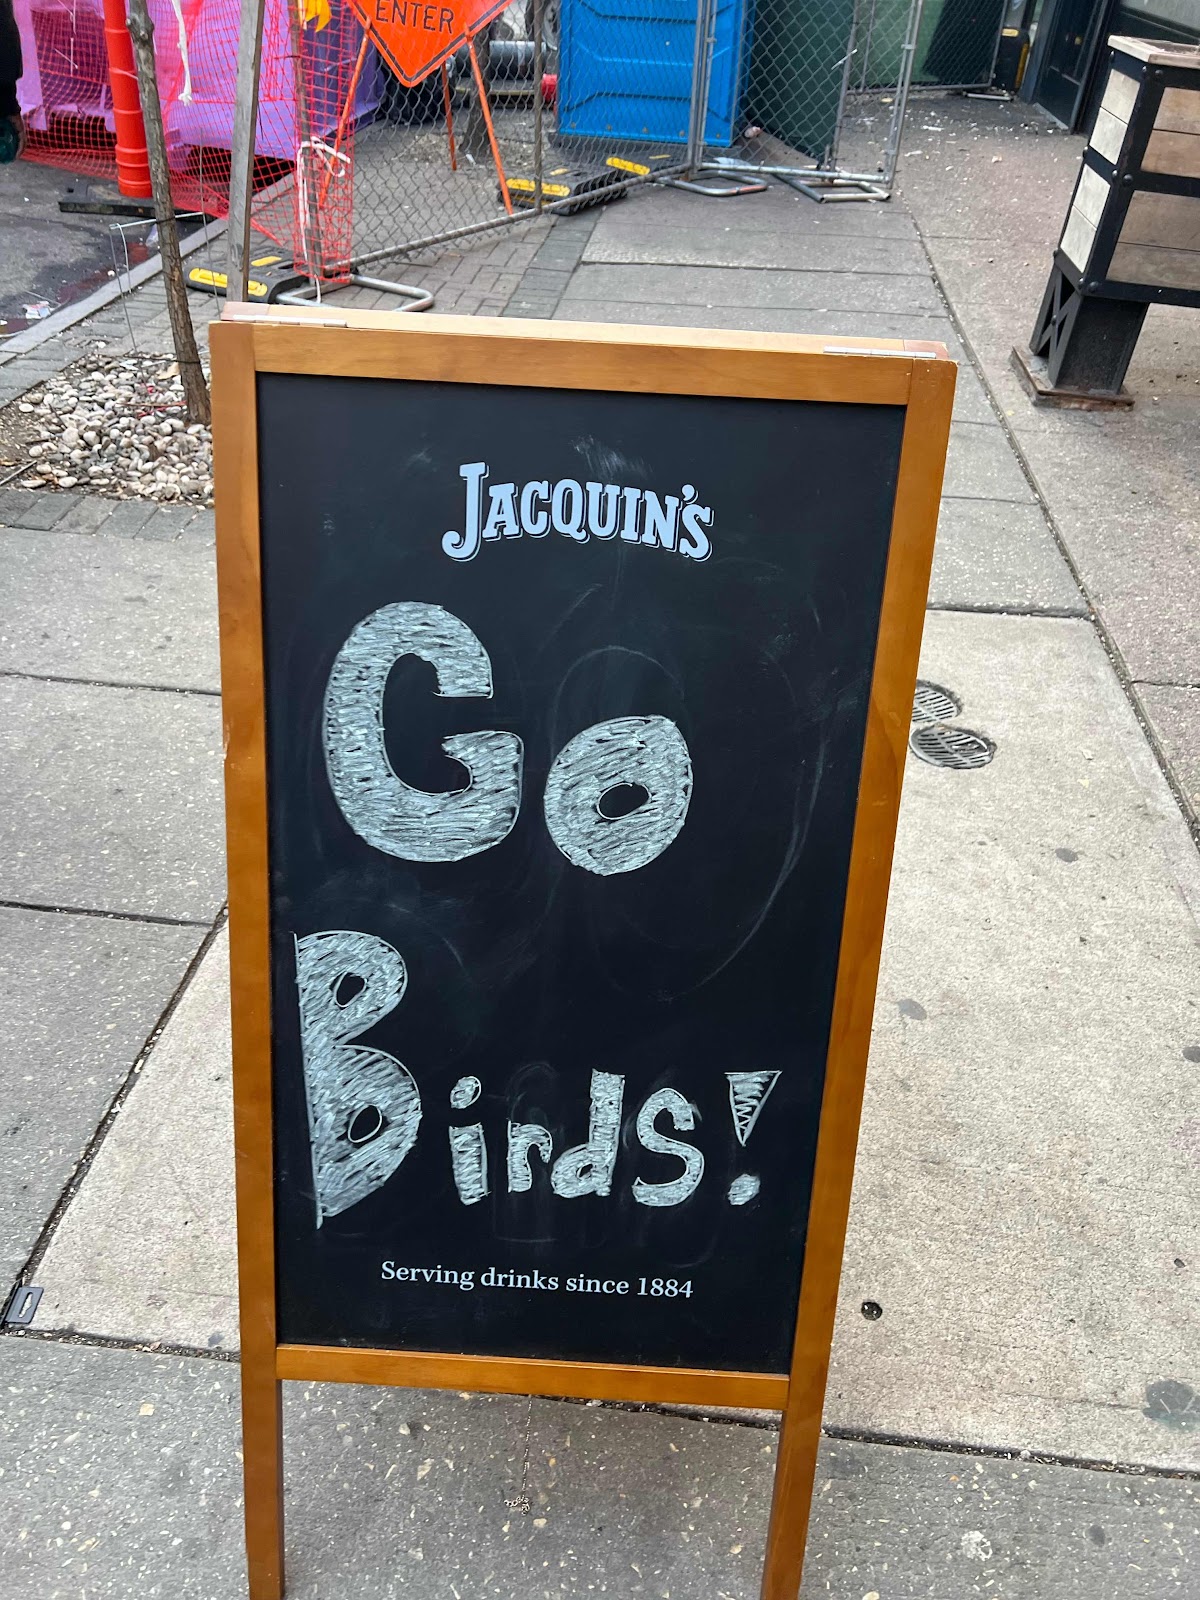 ENTER
JACQUIN'S
Go
Birds!
Serving drinks since 1884